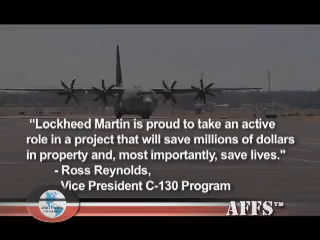 "Lockheed Martin is proud to take an active
role in a project that will save millions of dollars
in property and, most importantly, save lives."
- Ross Reynolds,
Vice President C-130 Program
AFFS™